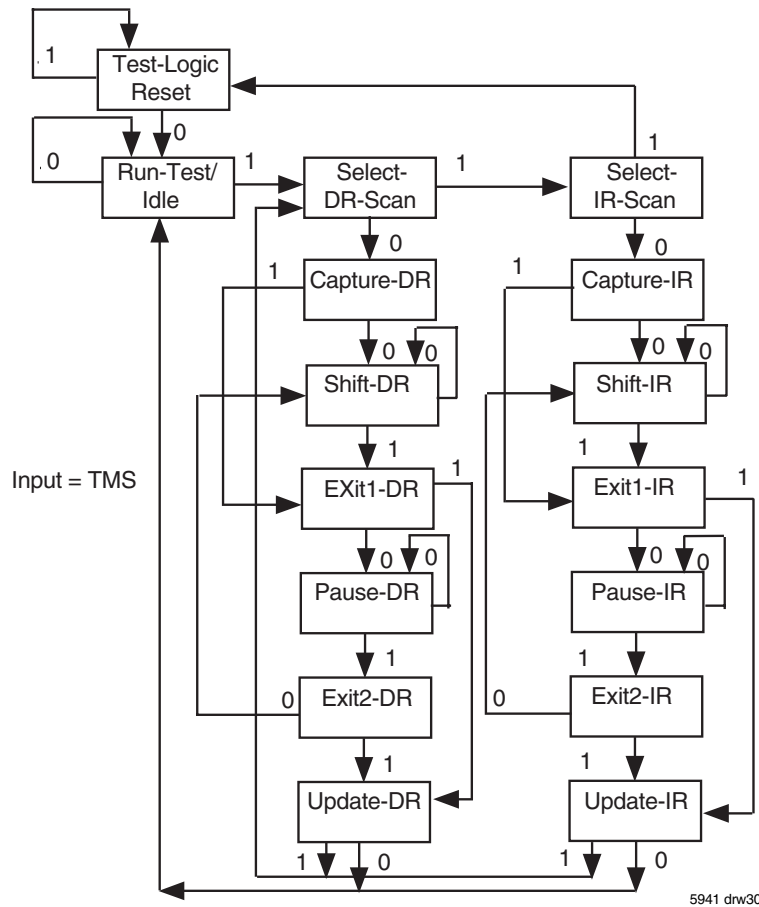 1
Test-Logic
Reset
0
0
Run-Test/
Idle
1
Select-
DR-Scan
1
1
Select-
IR-Scan
0
0
1
Capture-DR
1
Capture-IR
0
0
0
0
Shift-DR
Shift-IR
1
1
Input = TMS
EXit1-DR
1
Exit1-IR
1
0
0
0
0
Pause-DR
Pause-IR
1
1
0
Exit2-DR
0
Exit2-IR
1
1
Update-DR
Update-IR
1
0
1
0
5941 drw30